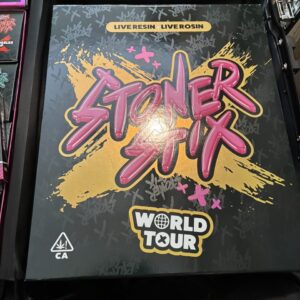 LIVE RESIN LIVE ROSIN
STONER
STIX
WORLD
TOUR
CA